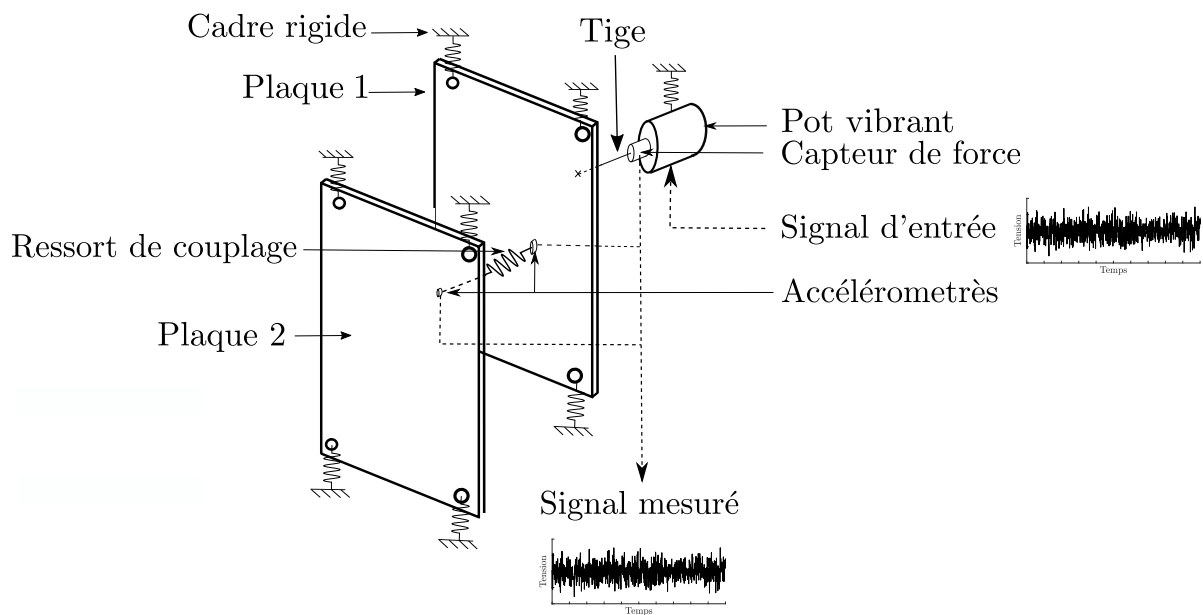 Cadre rigide
Tige
Plaque 1
Pot vibrant
Capteur de force
Signal d'entrée
Tension
Temps
Ressort de couplage
Accélérometrès
Plaque 2
Signal mesuré
Tension
Temps